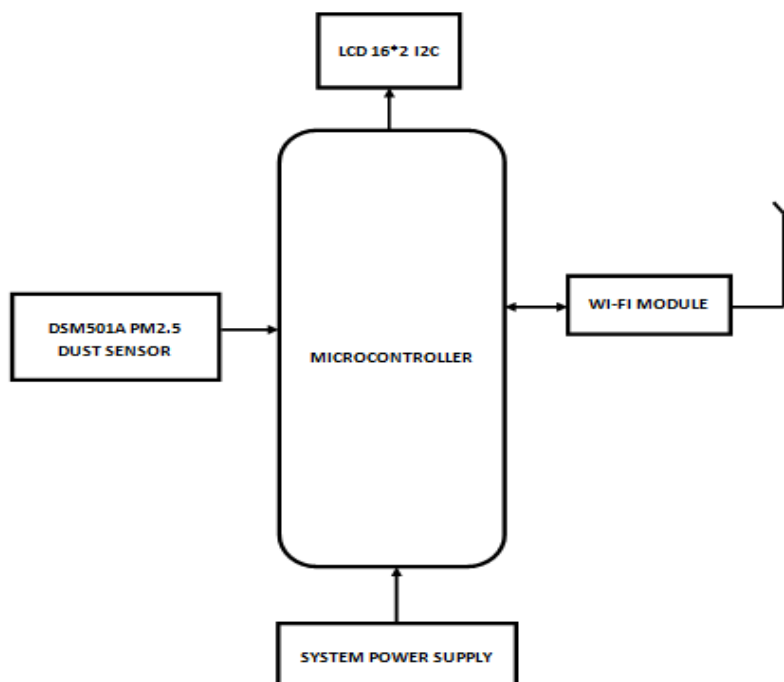 LCD 16*2 I2C
DSM501A PM2.5
DUST SENSOR
MICROCONTROLLER
WI-FI MODULE
SYSTEM POWER SUPPLY